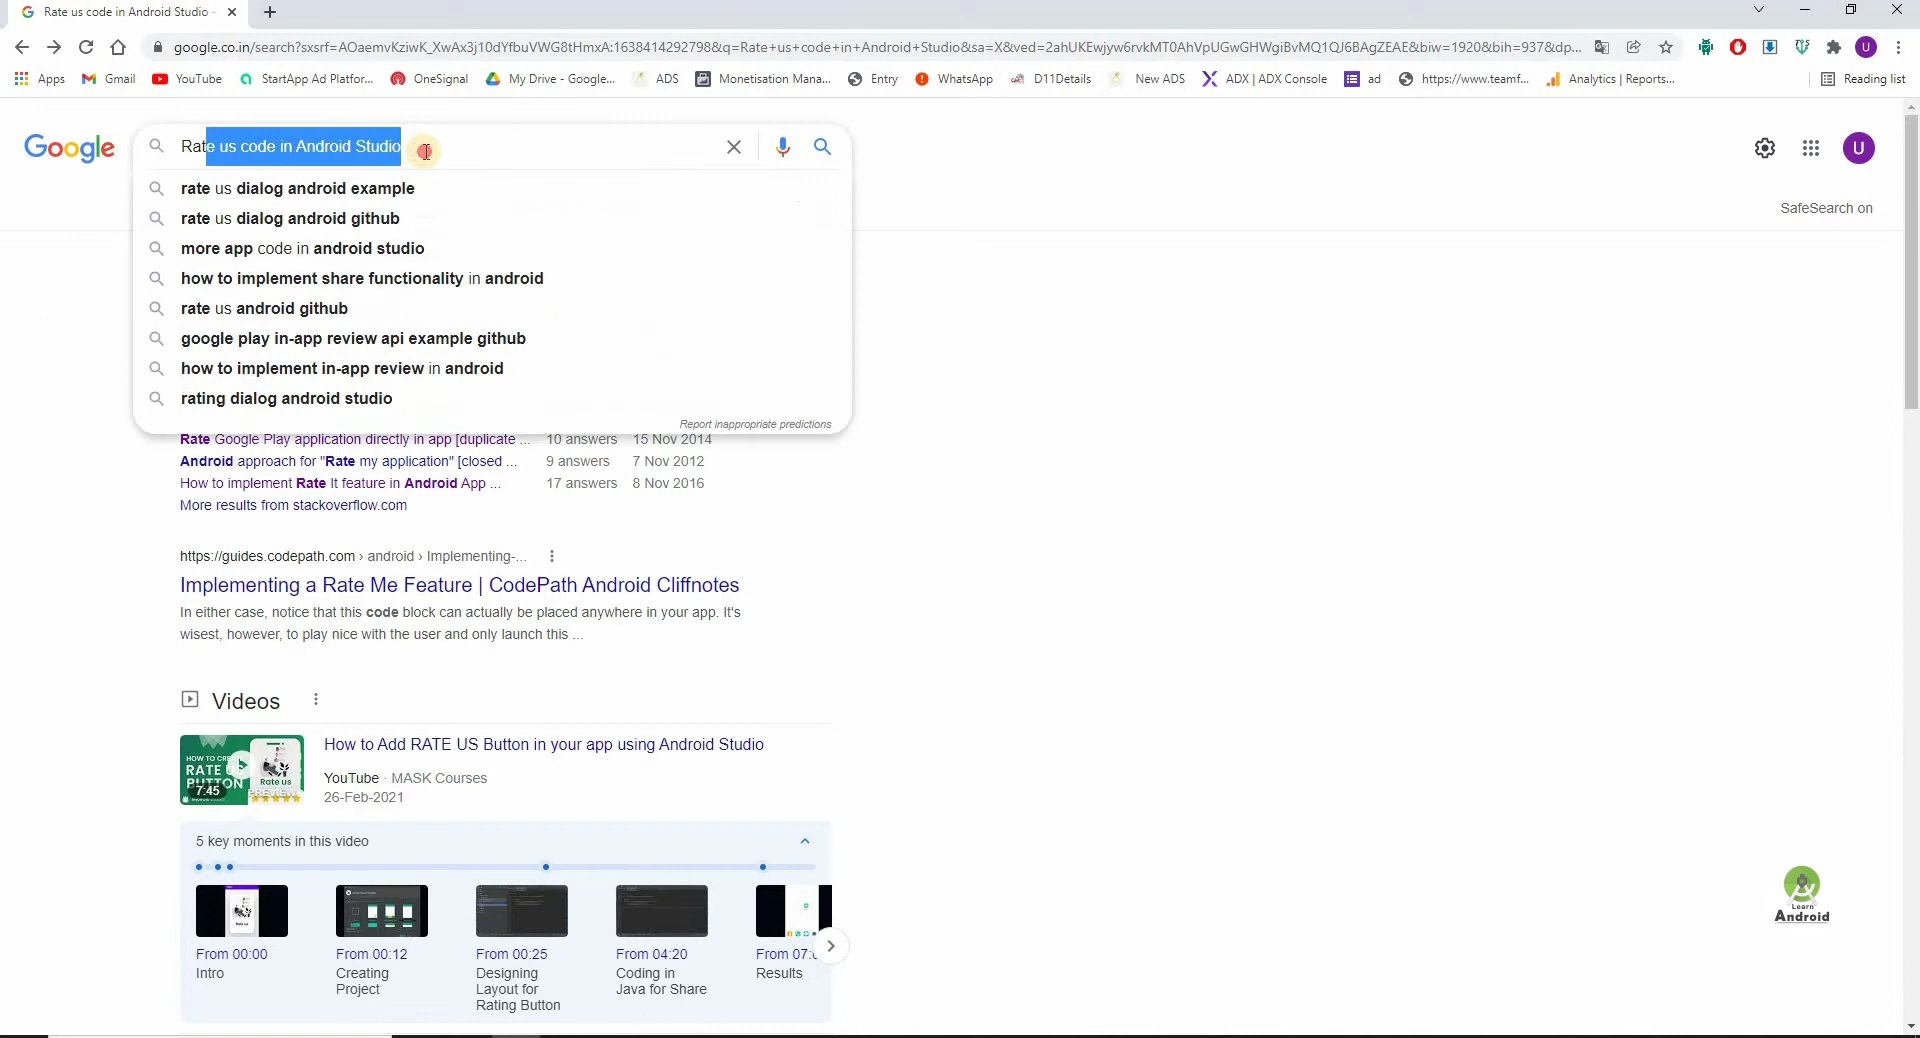 Rate us code in Android Studio -
google.co.in/search?sxsrf=AOaemvKziwK_XwAx3j10dYfbuVWG8tHmxA:1638414292798&q=Rate+us+code+in+Android+Studio&sa=X&ved=2ahUKEwjyw6rvkMT0AhVpUGwGHWgiBvMQ1QJ6BAgZEAE&biw=1920&bih=937&dp...
U
Apps Gmail YouTube StartApp Ad Platfor... OneSignal My Drive - Google... ADS Monetisation Mana... Entry WhatsApp D11Details New ADS ADX | ADX Console ad https://www.teamf... Analytics | Reports... Reading list
Google
Rate us code in Android Studio
U
rate us dialog android example
rate us dialog android github
SafeSearch on
more app code in android studio
how to implement share functionality in android
rate us android github
google play in-app review api example github
how to implement in-app review in android
rating dialog android studio
Report inappropriate predictions
Rate Google Play application directly in app [duplicate ... 10 answers 15 Nov 2014
Android approach for "Rate my application" [closed ... 9 answers 7 Nov 2012
How to implement Rate It feature in Android App ... 17 answers 8 Nov 2016
More results from stackoverflow.com
https://guides.codepath.com › android › Implementing-...
Implementing a Rate Me Feature | CodePath Android Cliffnotes
In either case, notice that this code block can actually be placed anywhere in your app. It's
wisest, however, to play nice with the user and only launch this ...
Videos
How to Add RATE US Button in your app using Android Studio
YouTube · MASK Courses
26-Feb-2021
HOW TO CREATE
RATE US
BUTTON
7:45
Rate us
PREVIEW
5 key moments in this video
From 00:00
Intro
From 00:12
Creating
Project
From 00:25
Designing
Layout for
Rating Button
From 04:20
Coding in
Java for Share
From 07:
Results
Learn
Android